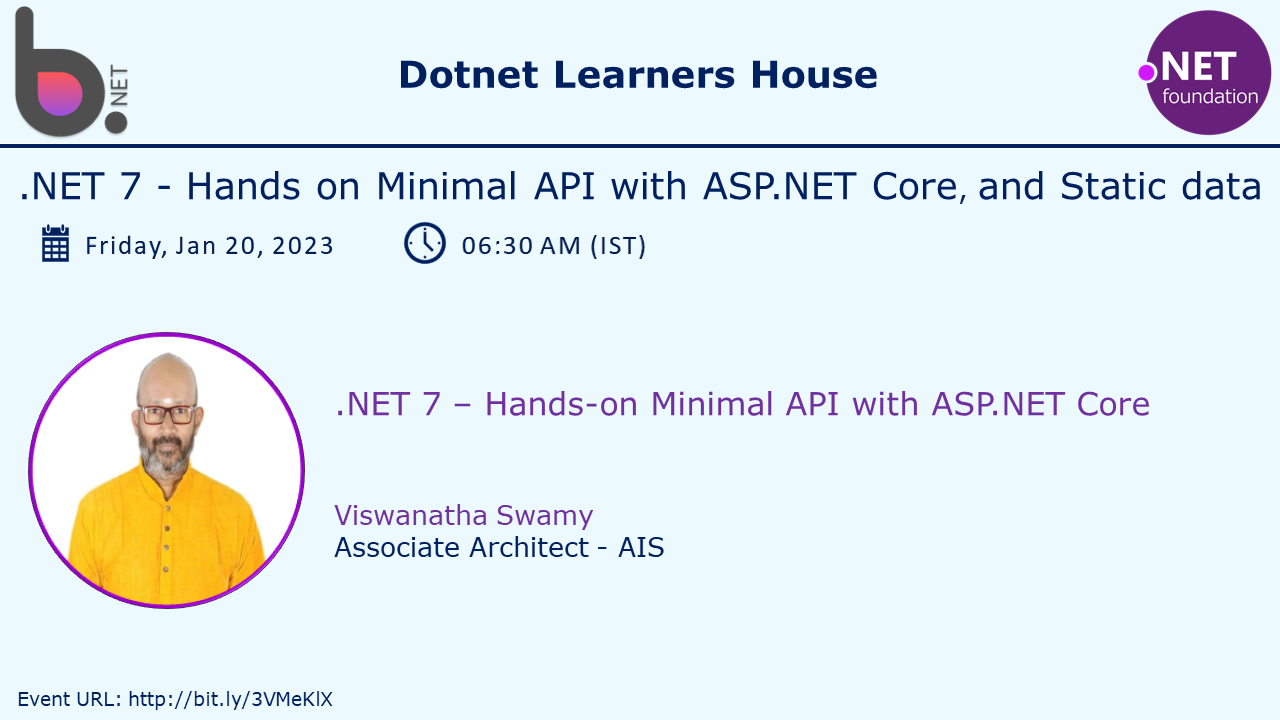 .NET
Dotnet Learners House
.NET
foundation
.NET 7 - Hands on Minimal API with ASP.NET Core, and Static data
Friday, Jan 20, 2023
06:30 AM (IST)
.NET 7 – Hands-on Minimal API with ASP.NET Core
Viswanatha Swamy
Associate Architect - AIS
Event URL: http://bit.ly/3VMeKlX